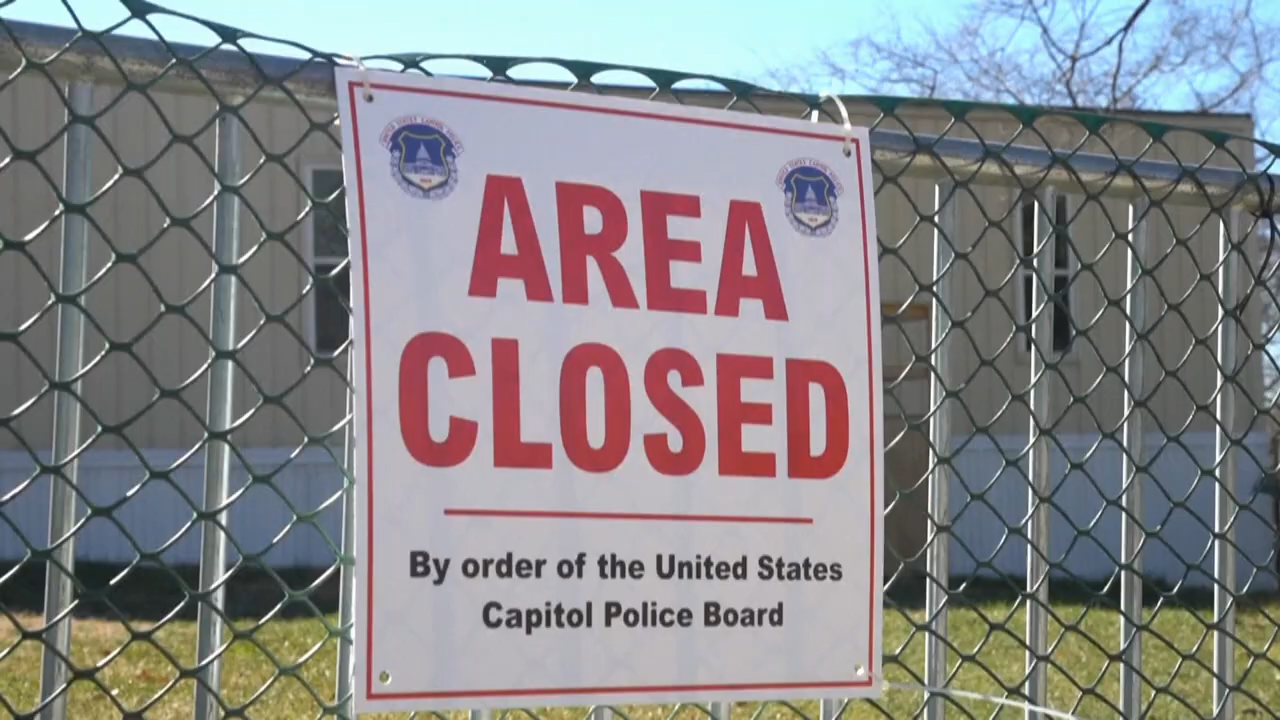 AREA
CLOSED
By order of the United States
Capitol Police Board